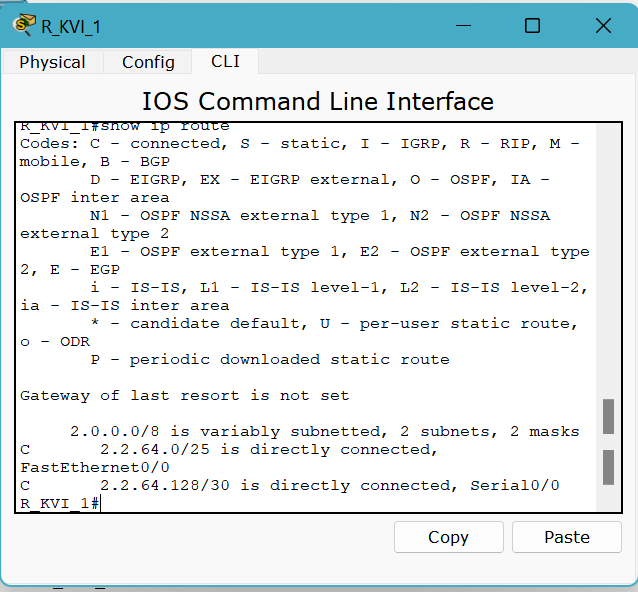 R_KVI_1
Physical Config CLI
IOS Command Line Interface
R_KVI_1#show ip route
Codes: C - connected, S - static, I - IGRP, R - RIP, M -
mobile, B - BGP
D - EIGRP, EX - EIGRP external, O - OSPF, IA -
OSPF inter area
N1 - OSPF NSSA external type 1, N2 - OSPF NSSA
external type 2
E1 - OSPF external type 1, E2 - OSPF external type
2, E - EGP
i - IS-IS, L1 - IS-IS level-1, L2 - IS-IS level-2,
ia - IS-IS inter area
* - candidate default, U - per-user static route,
o - ODR
P - periodic downloaded static route
Gateway of last resort is not set
2.0.0.0/8 is variably subnetted, 2 subnets, 2 masks
C 2.2.64.0/25 is directly connected,
FastEthernet0/0
C 2.2.64.128/30 is directly connected, Serial0/0
R_KVI_1#
Copy Paste